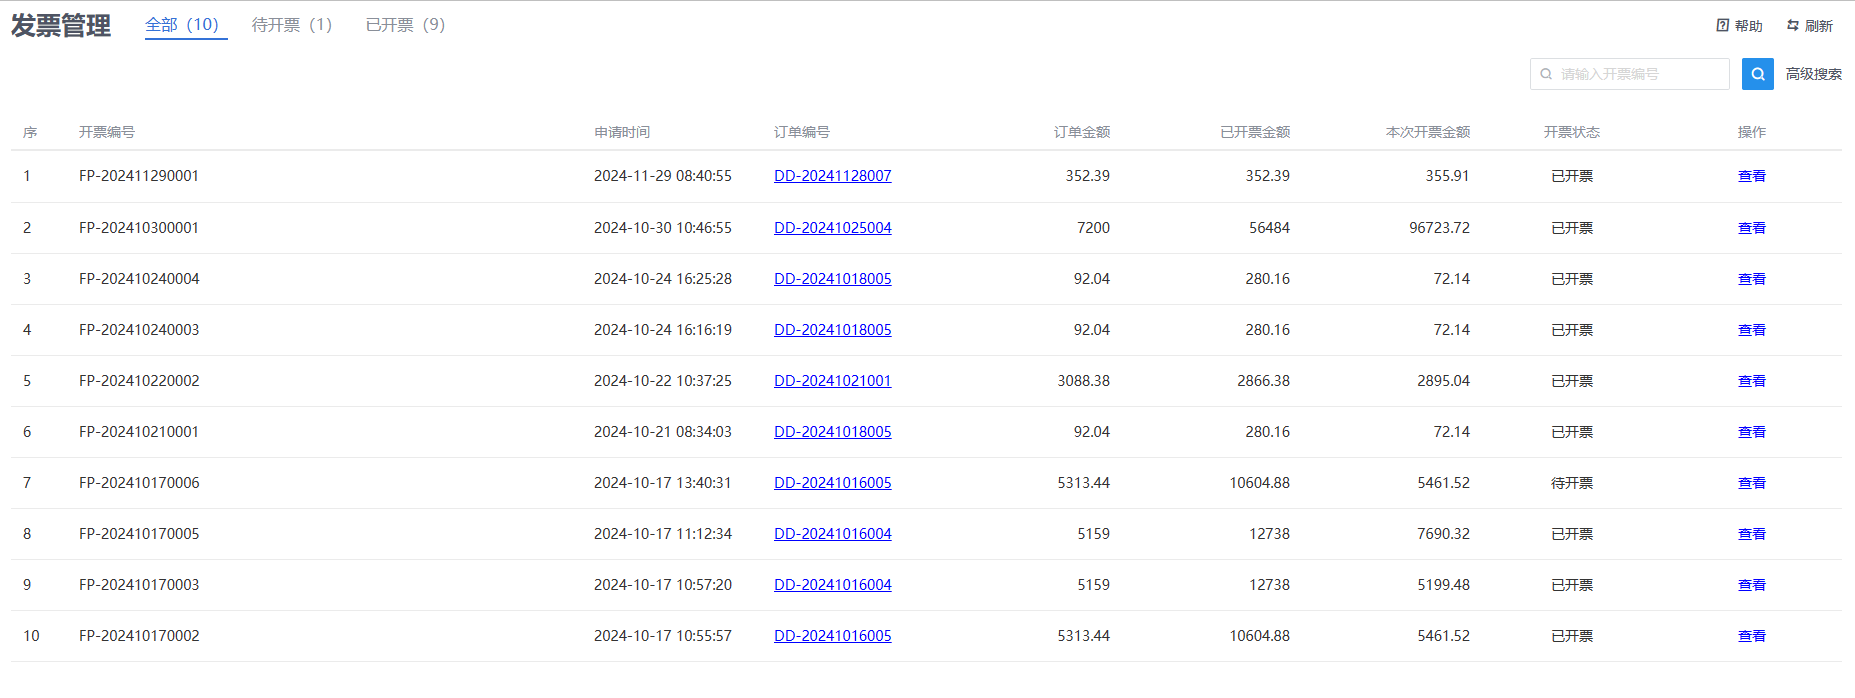 发票管理 全部（10） 待开票（1） 已开票（9） 帮助 刷新
请输入开票编号 高级搜索
序 开票编号 申请时间 订单编号 订单金额 已开票金额 本次开票金额 开票状态 操作
1 FP-202411290001 2024-11-29 08:40:55 DD-20241128007 352.39 352.39 355.91 已开票 查看
2 FP-202410300001 2024-10-30 10:46:55 DD-20241025004 7200 56484 96723.72 已开票 查看
3 FP-202410240004 2024-10-24 16:25:28 DD-20241018005 92.04 280.16 72.14 已开票 查看
4 FP-202410240003 2024-10-24 16:16:19 DD-20241018005 92.04 280.16 72.14 已开票 查看
5 FP-202410220002 2024-10-22 10:37:25 DD-20241021001 3088.38 2866.38 2895.04 已开票 查看
6 FP-202410210001 2024-10-21 08:34:03 DD-20241018005 92.04 280.16 72.14 已开票 查看
7 FP-202410170006 2024-10-17 13:40:31 DD-20241016005 5313.44 10604.88 5461.52 待开票 查看
8 FP-202410170005 2024-10-17 11:12:34 DD-20241016004 5159 12738 7690.32 已开票 查看
9 FP-202410170003 2024-10-17 10:57:20 DD-20241016004 5159 12738 5199.48 已开票 查看
10 FP-202410170002 2024-10-17 10:55:57 DD-20241016005 5313.44 10604.88 5461.52 已开票 查看